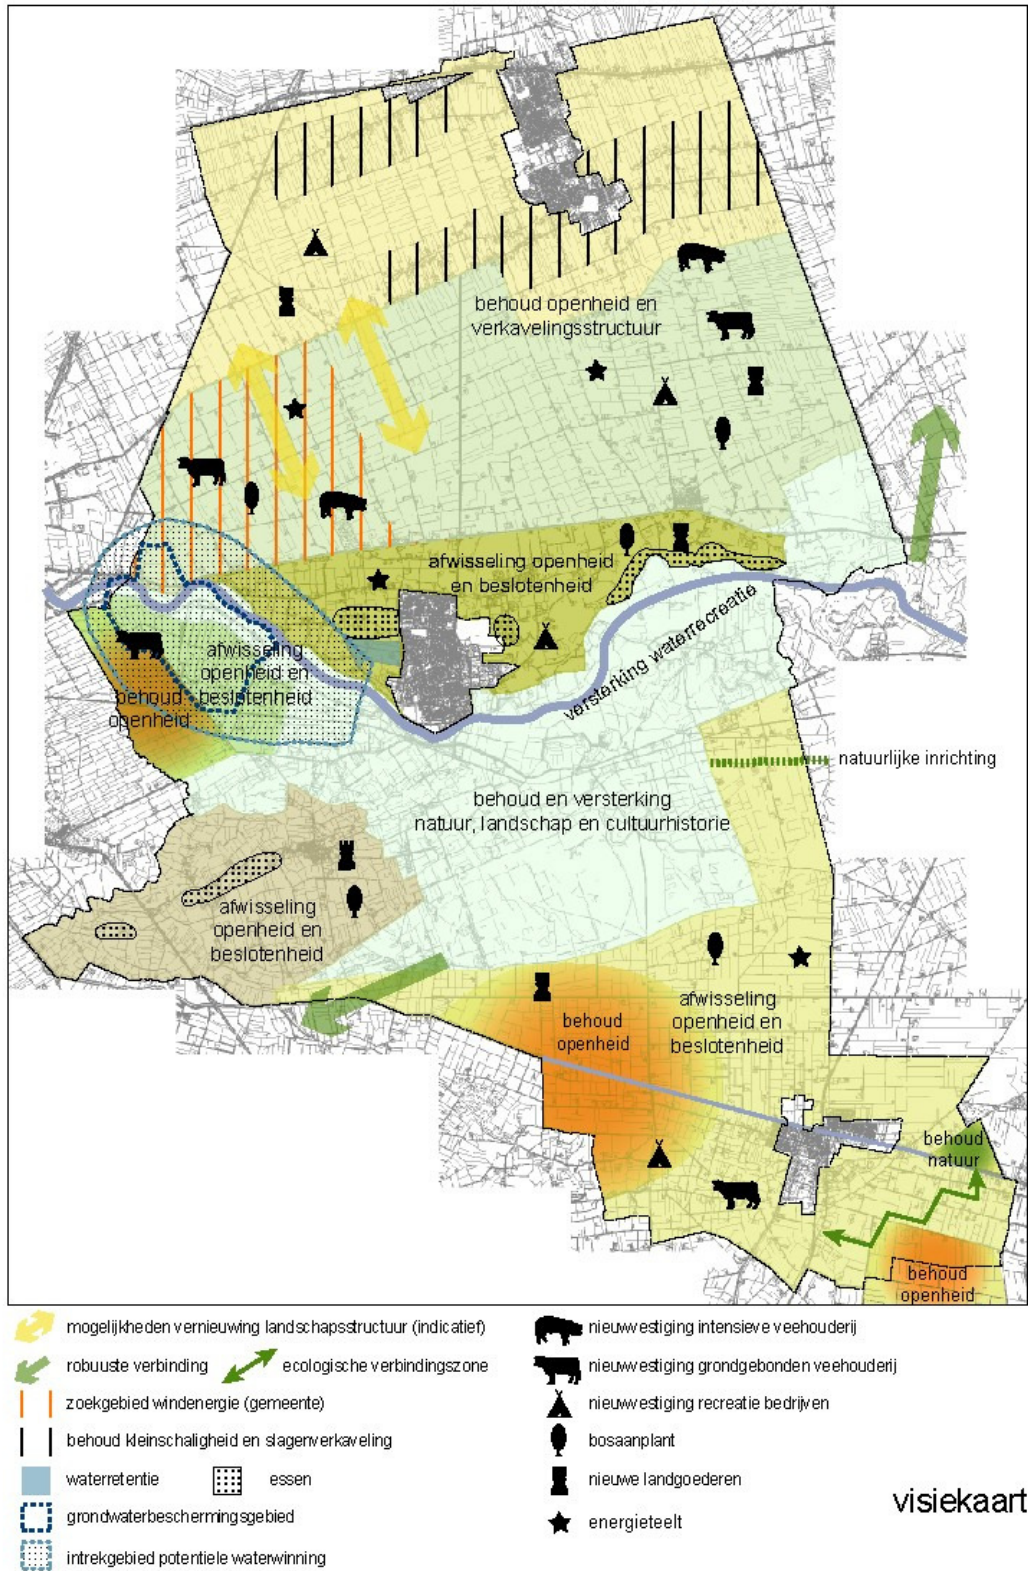 behoud openheid en
verkavelingsstructuur
afwisseling openheid
en beslotenheid
versterking waterrecreatie
afwisseling
openheid en
beslotenheid
behoud
openheid
natuurlijke inrichting
behoud en versterking
natuur, landschap en cultuurhistorie
afwisseling
openheid en
beslotenheid
behoud
openheid
afwisseling
openheid en
beslotenheid
behoud
natuur
behoud
openheid
mogelijkheden vernieuwing landschapsstructuur (indicatief)
robuuste verbinding
ecologische verbindingszone
zoekgebied windenergie (gemeente)
behoud kleinschaligheid en slagenverkaveling
waterretentie
essen
grondwaterbeschermingsgebied
intrekgebied potentiele waterwinning
nieuwvestiging intensieve veehouderij
nieuwvestiging grondgebonden veehouderij
nieuwvestiging recreatie bedrijven
bosaanplant
nieuwe landgoederen
energieteelt
visiekaart